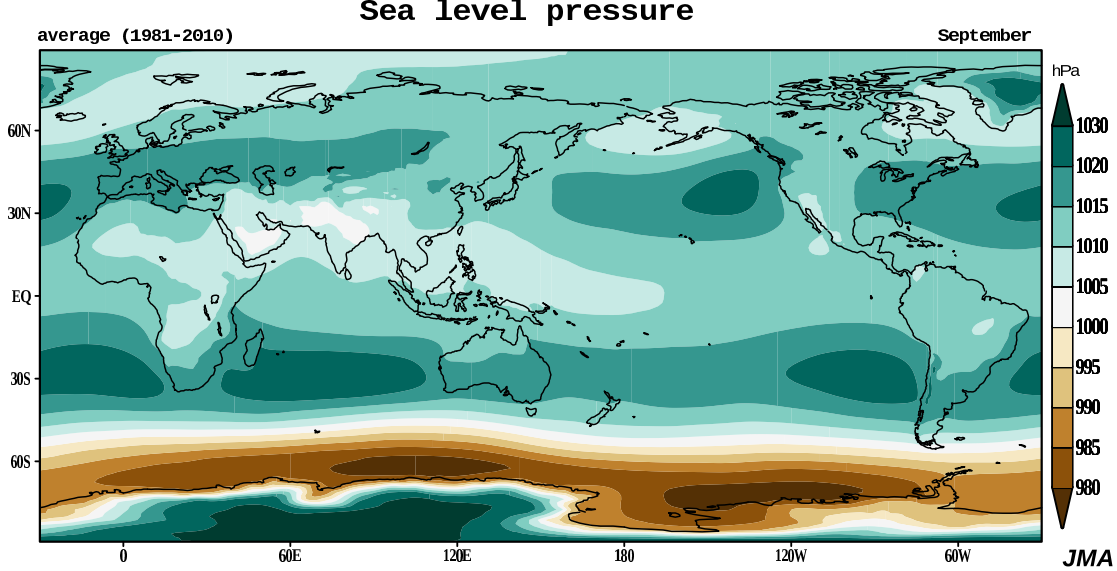 Sea level pressure
average (1981-2010) September
hPa
1030
1020
1015
1010
1005
1000
995
990
985
980
60N
30N
EQ
30S
60S
0 60E 120E 180 120W 60W
JMA